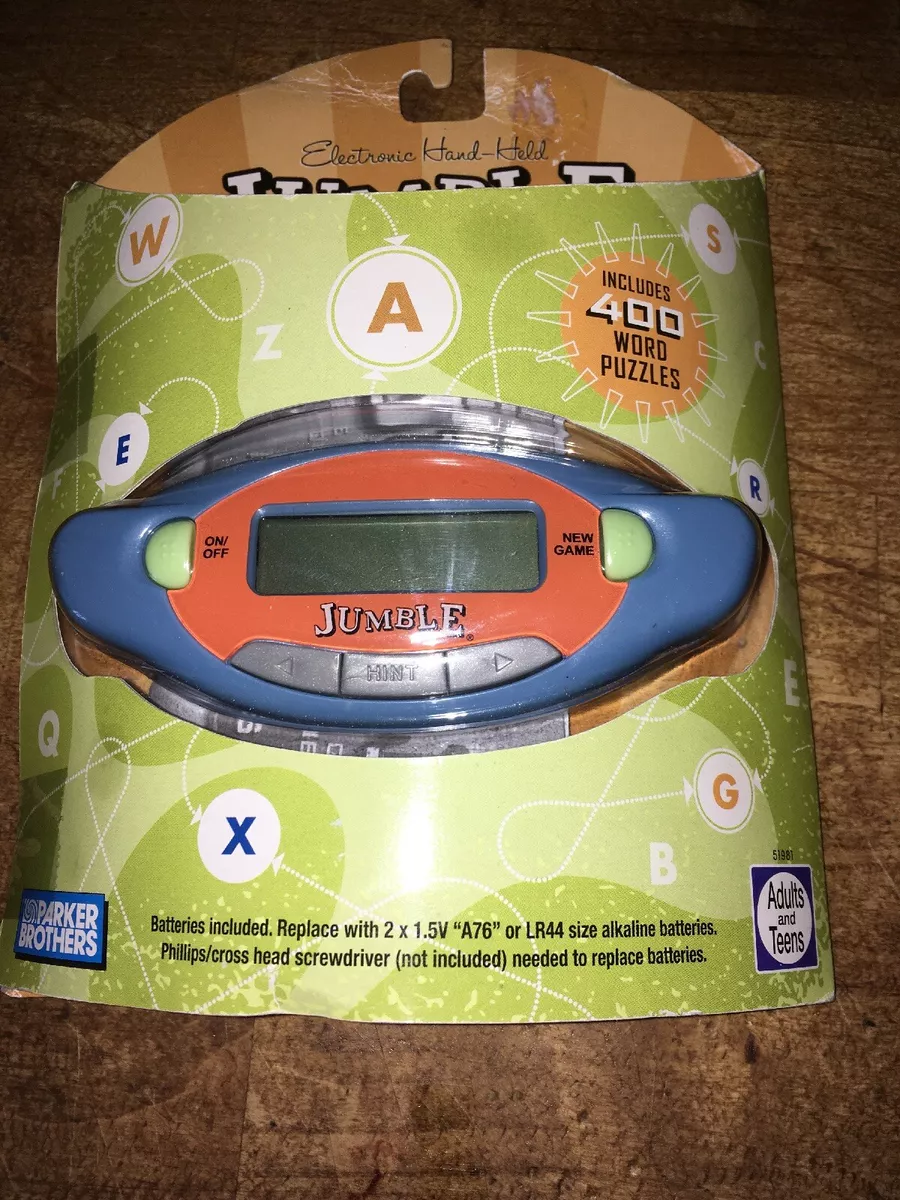 Electronic Hand-Held
JUMBLE
W
S
A
INCLUDES
400
WORD
PUZZLES
Z
C
E
F
R
ON/
OFF
NEW
GAME
JUMBLE®
HINT
E
Q
G
X
B
51981
PARKER
BROTHERS
Adults
and
Teens
Batteries included. Replace with 2 x 1.5V “A76” or LR44 size alkaline batteries.
Phillips/cross head screwdriver (not included) needed to replace batteries.